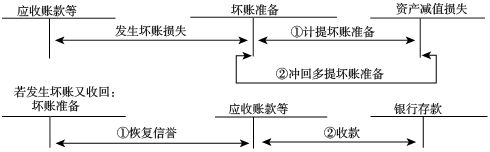 应收账款等 坏账准备 资产减值损失
发生坏账损失 ①计提坏账准备
②冲回多提坏账准备
若发生坏账又收回：
坏账准备 应收账款等 银行存款
①恢复信誉 ②收款